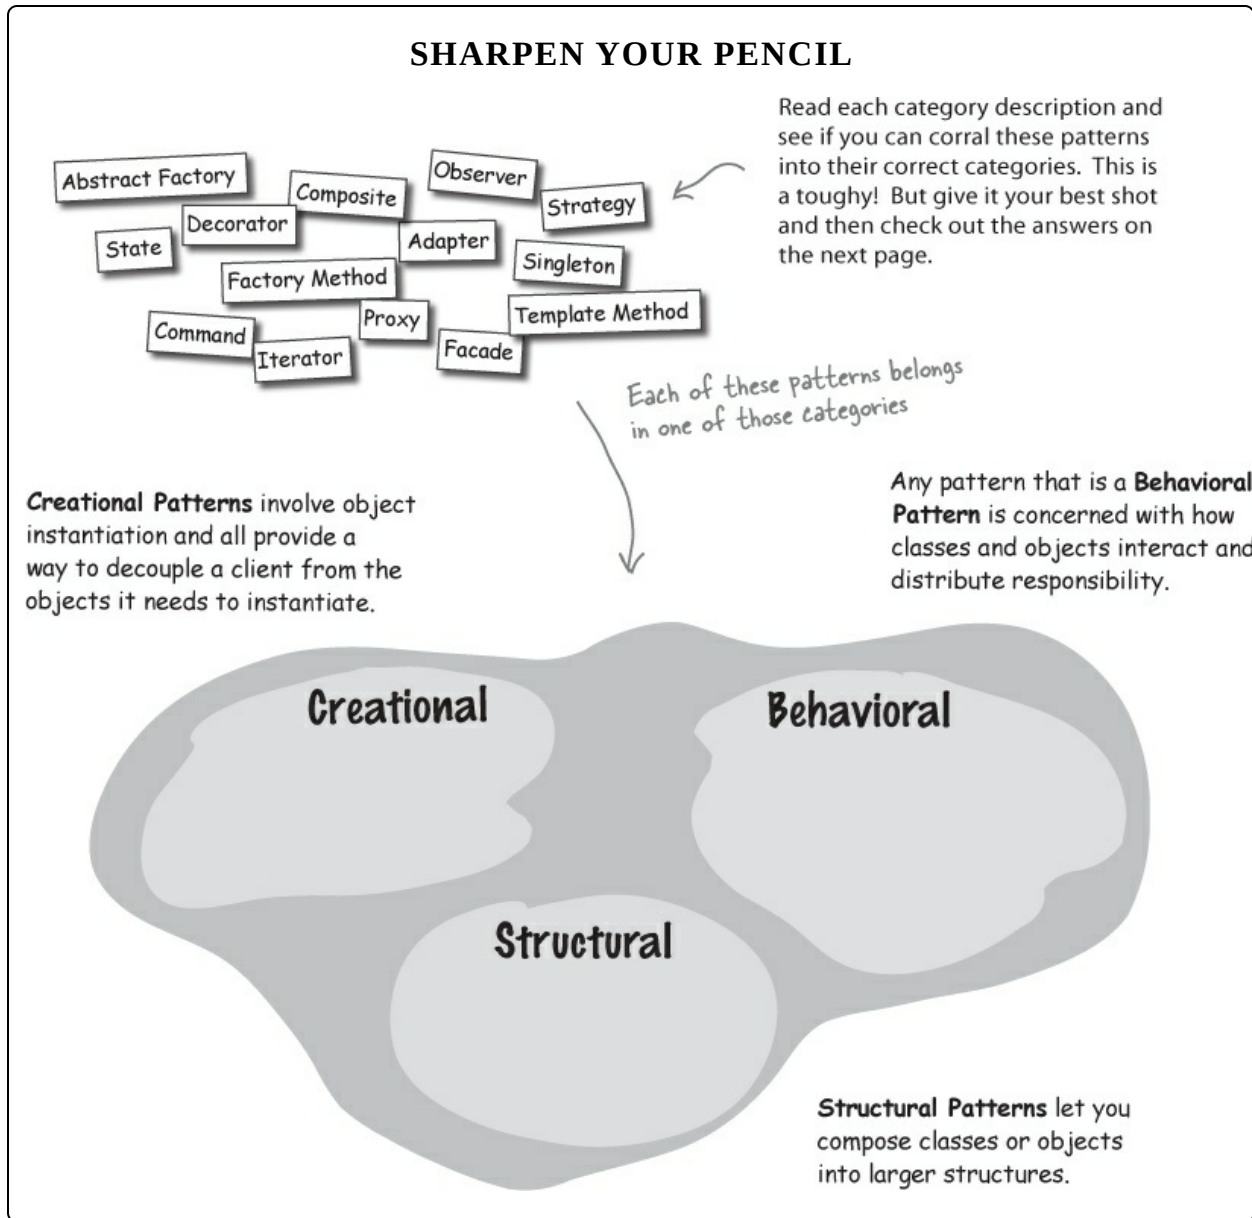 SHARPEN YOUR PENCIL
Read each category description and
see if you can corral these patterns
into their correct categories. This is
a toughy! But give it your best shot
and then check out the answers on
the next page.
Abstract Factory
Composite
Observer
Strategy
Decorator
State
Adapter
Singleton
Factory Method
Proxy
Template Method
Command
Iterator
Facade
Each of these patterns belongs
in one of those categories
Creational Patterns involve object
instantiation and all provide a
way to decouple a client from the
objects it needs to instantiate.
Any pattern that is a Behavioral
Pattern is concerned with how
classes and objects interact and
distribute responsibility.
Creational
Behavioral
Structural
Structural Patterns let you
compose classes or objects
into larger structures.